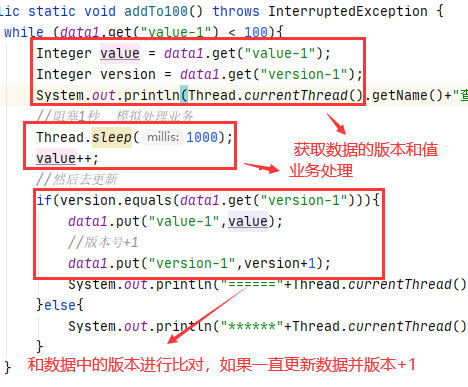 lic static void addTo100() throws InterruptedException {
while (data1.get("value-1") < 100){
Integer value = data1.get("value-1");
Integer version = data1.get("version-1");
System.out.println(Thread.currentThread().getName()+"查
//阻塞1秒 模拟处理业务
Thread.sleep( millis: 1000);
value++;
//然后去更新
if(version.equals(data1.get("version-1"))){
data1.put("value-1",value);
//版本号+1
data1.put("version-1",version+1);
System.out.println("======"+Thread.currentThread()
}else{
System.out.println("******"+Thread.currentThread()
}
}
获取数据的版本和值
业务处理
和数据中的版本进行比对，如果一直更新数据并版本+1